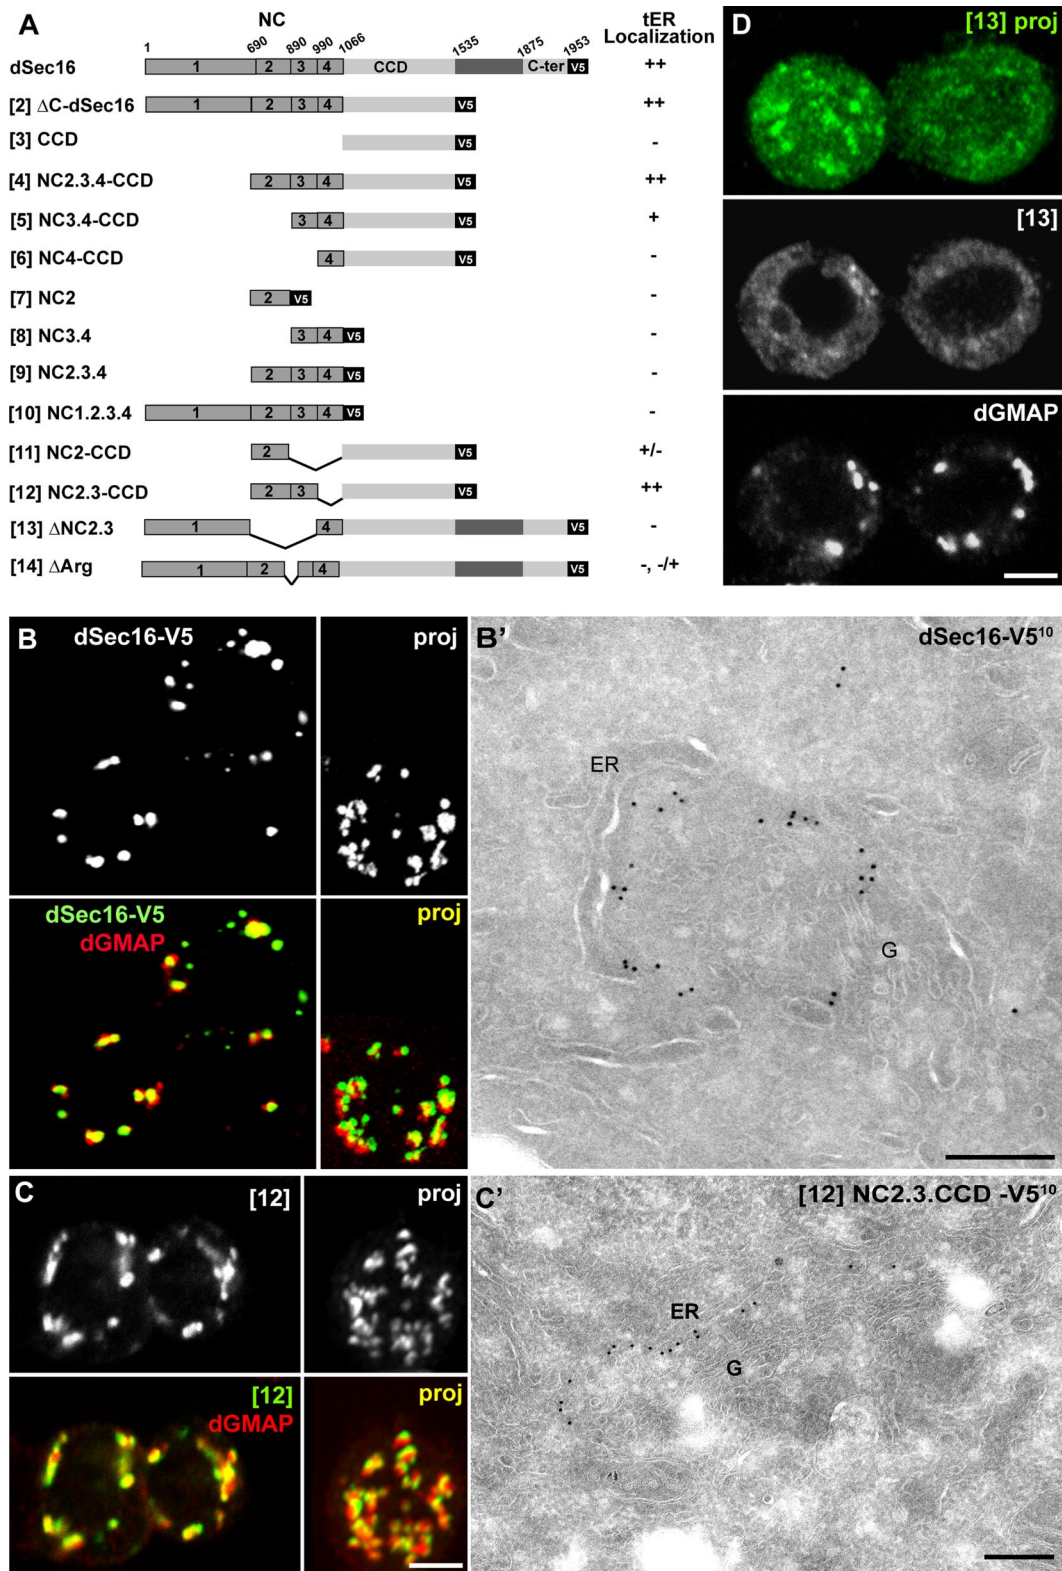 A
NC
tER
Localization
1
690
890
990
1066
1535
1875
1953
dSec16
1
2
3
4
CCD
C-ter
V5
++
[2] ΔC-dSec16
1
2
3
4
V5
++
[3] CCD
V5
-
[4] NC2.3.4-CCD
2
3
4
V5
++
[5] NC3.4-CCD
3
4
V5
+
[6] NC4-CCD
4
V5
-
[7] NC2
2
V5
-
[8] NC3.4
3
4
V5
-
[9] NC2.3.4
2
3
4
V5
-
[10] NC1.2.3.4
1
2
3
4
V5
-
[11] NC2-CCD
2
V5
+/-
[12] NC2.3-CCD
2
3
V5
++
[13] ΔNC2.3
1
4
V5
-
[14] ΔArg
1
2
4
V5
-, -/+
D
[13] proj
[13]
dGMAP
B
dSec16-V5
proj
dSec16-V5
dGMAP
proj
B'
dSec16-V5¹⁰
ER
G
C
[12]
proj
[12]
dGMAP
proj
C'
[12] NC2.3.CCD -V5¹⁰
ER
G